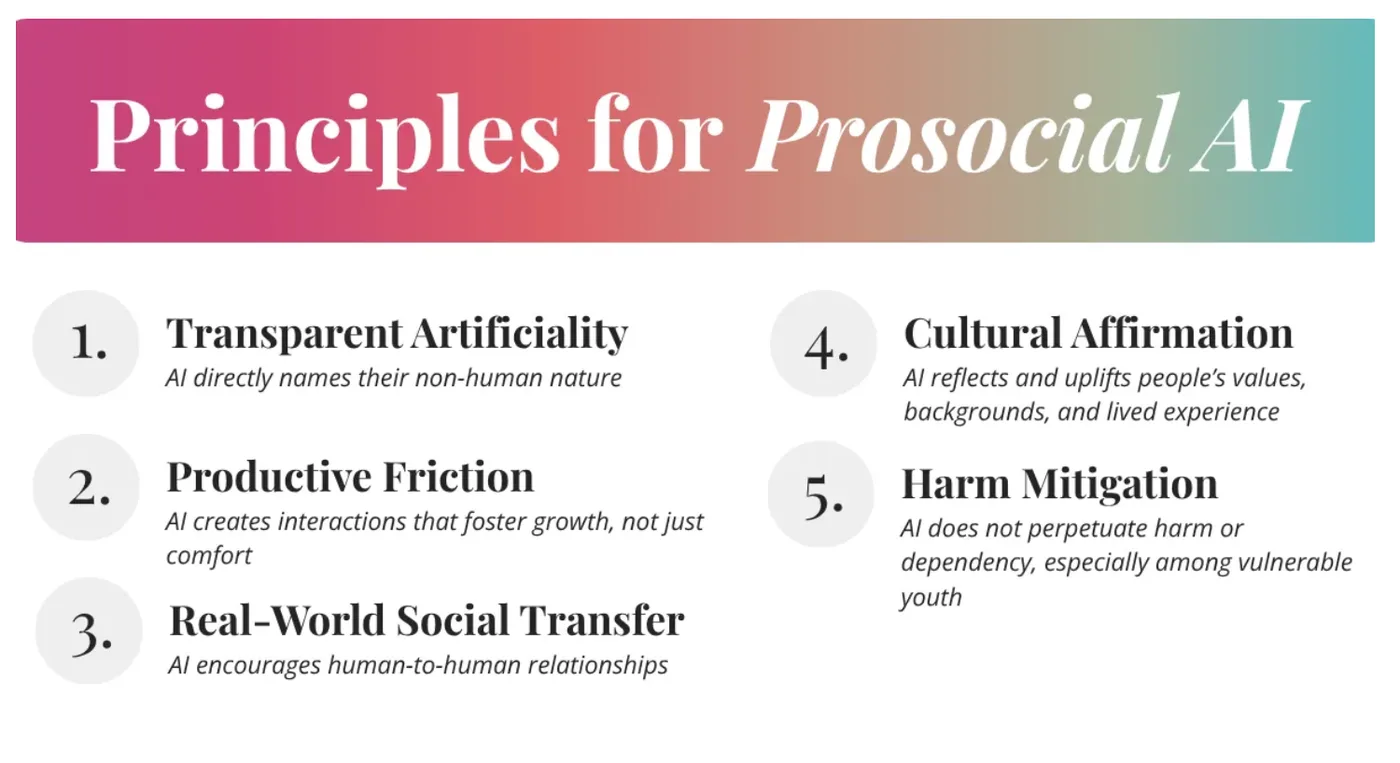 Principles for Prosocial AI
1.
Transparent Artificiality
AI directly names their non-human nature
2.
Productive Friction
AI creates interactions that foster growth, not just
comfort
3.
Real-World Social Transfer
AI encourages human-to-human relationships
4.
Cultural Affirmation
AI reflects and uplifts people’s values,
backgrounds, and lived experience
5.
Harm Mitigation
AI does not perpetuate harm or
dependency, especially among vulnerable
youth